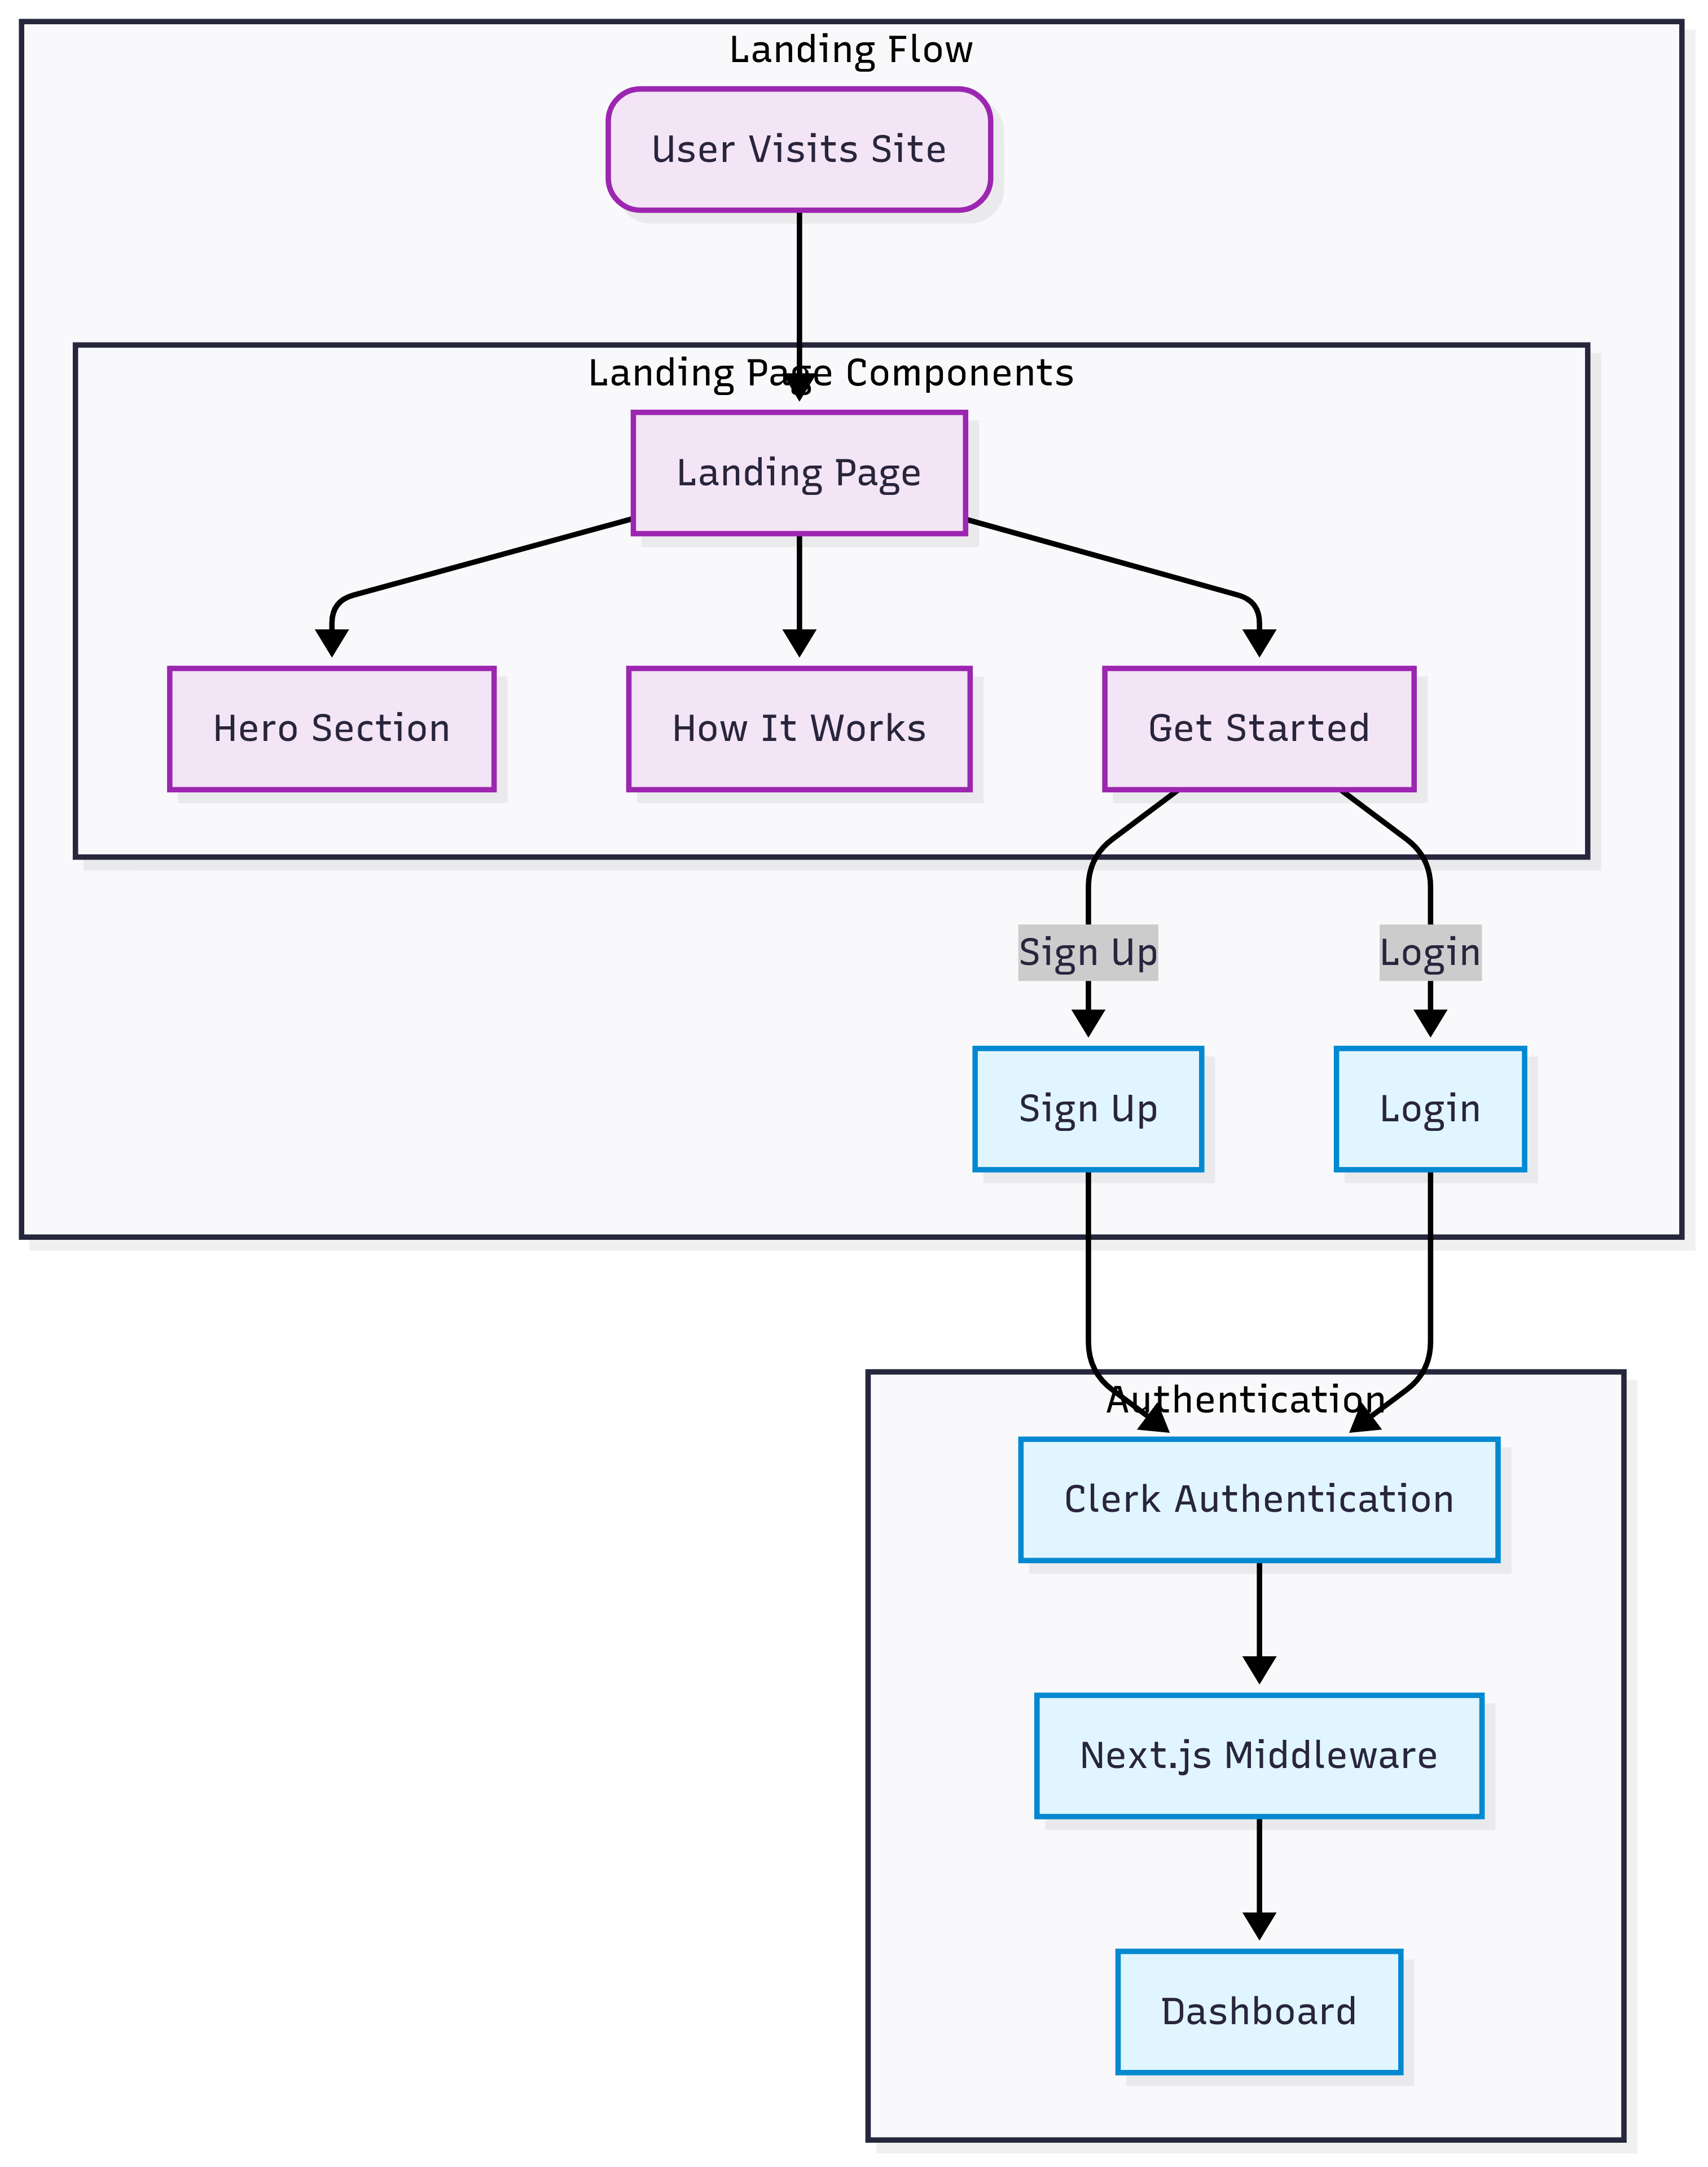 Landing Flow
User Visits Site
Landing Page Components
Landing Page
Hero Section
How It Works
Get Started
Sign Up
Login
Sign Up
Login
Authentication
Clerk Authentication
Next.js Middleware
Dashboard